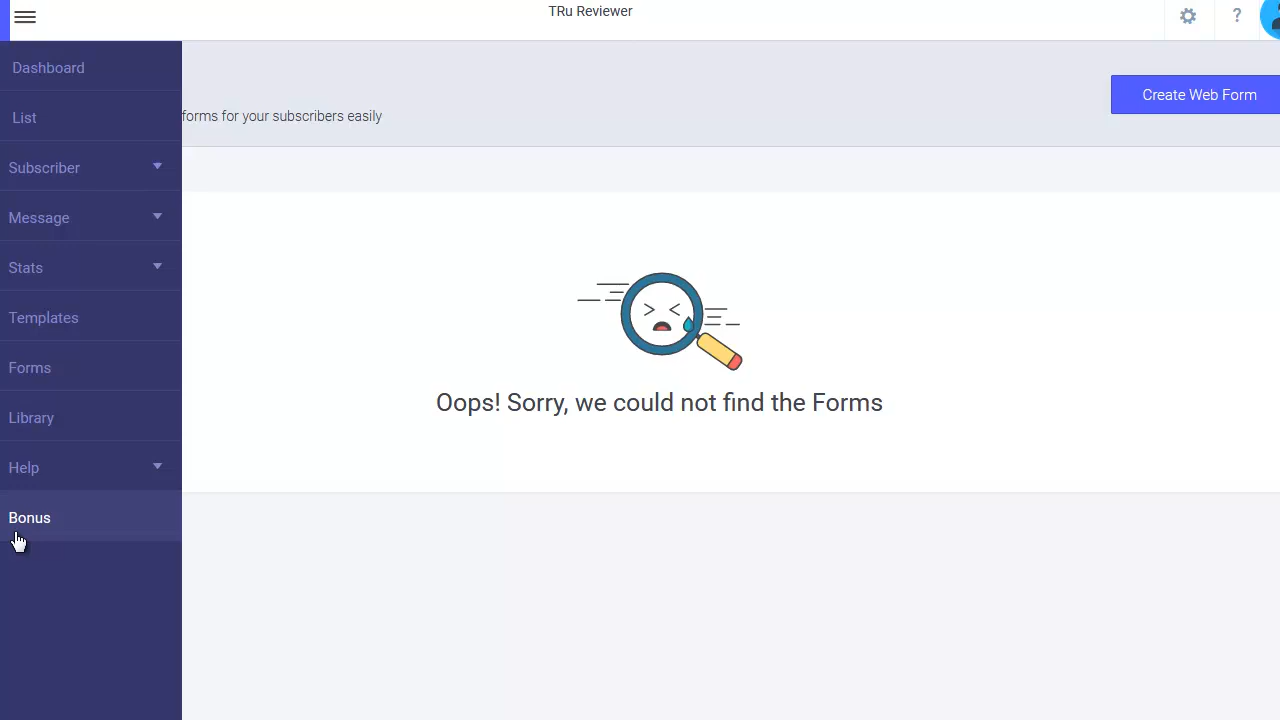 TRu Reviewer
?
Dashboard
List
Subscriber
Message
Stats
Templates
Forms
Library
Help
Bonus
forms for your subscribers easily
Create Web Form
Oops! Sorry, we could not find the Forms